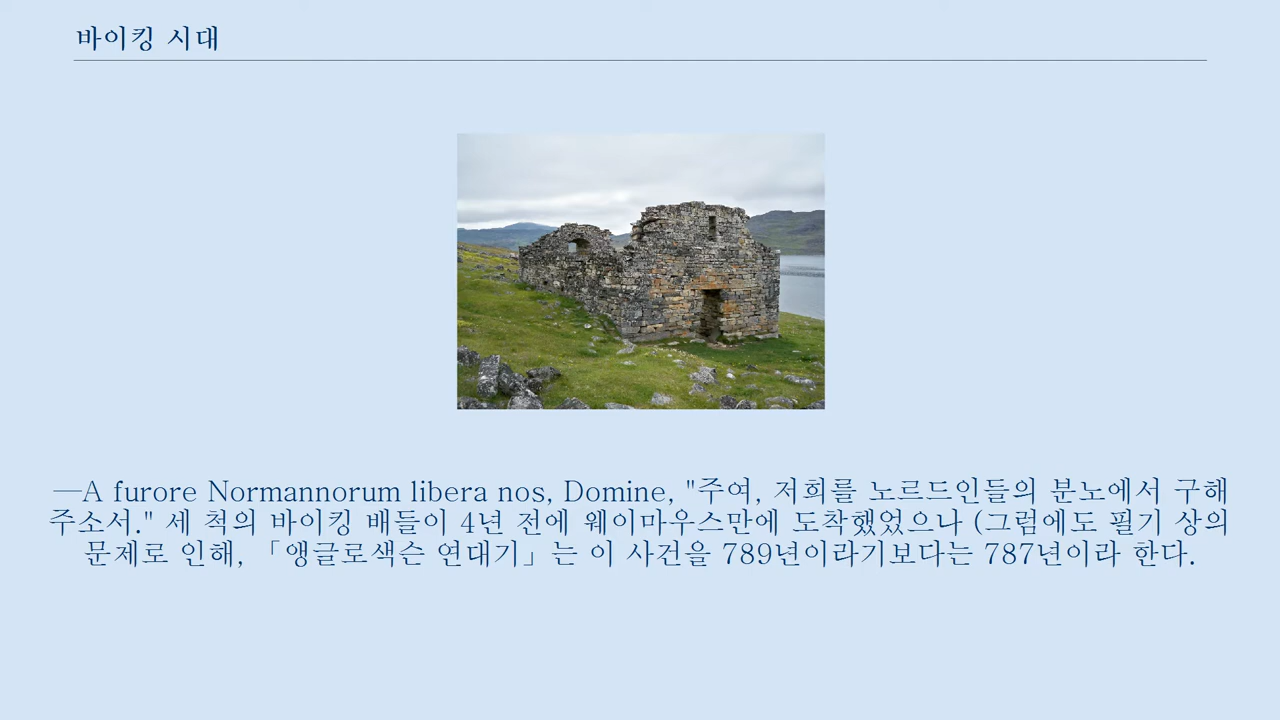 바이킹 시대
—A furore Normannorum libera nos, Domine, "주여, 저희를 노르드인들의 분노에서 구해
주소서." 세 척의 바이킹 배들이 4년 전에 웨이마우스만에 도착했었으나 (그럼에도 필기 상의
문제로 인해, 「앵글로색슨 연대기」는 이 사건을 789년이라기보다는 787년이라 한다.